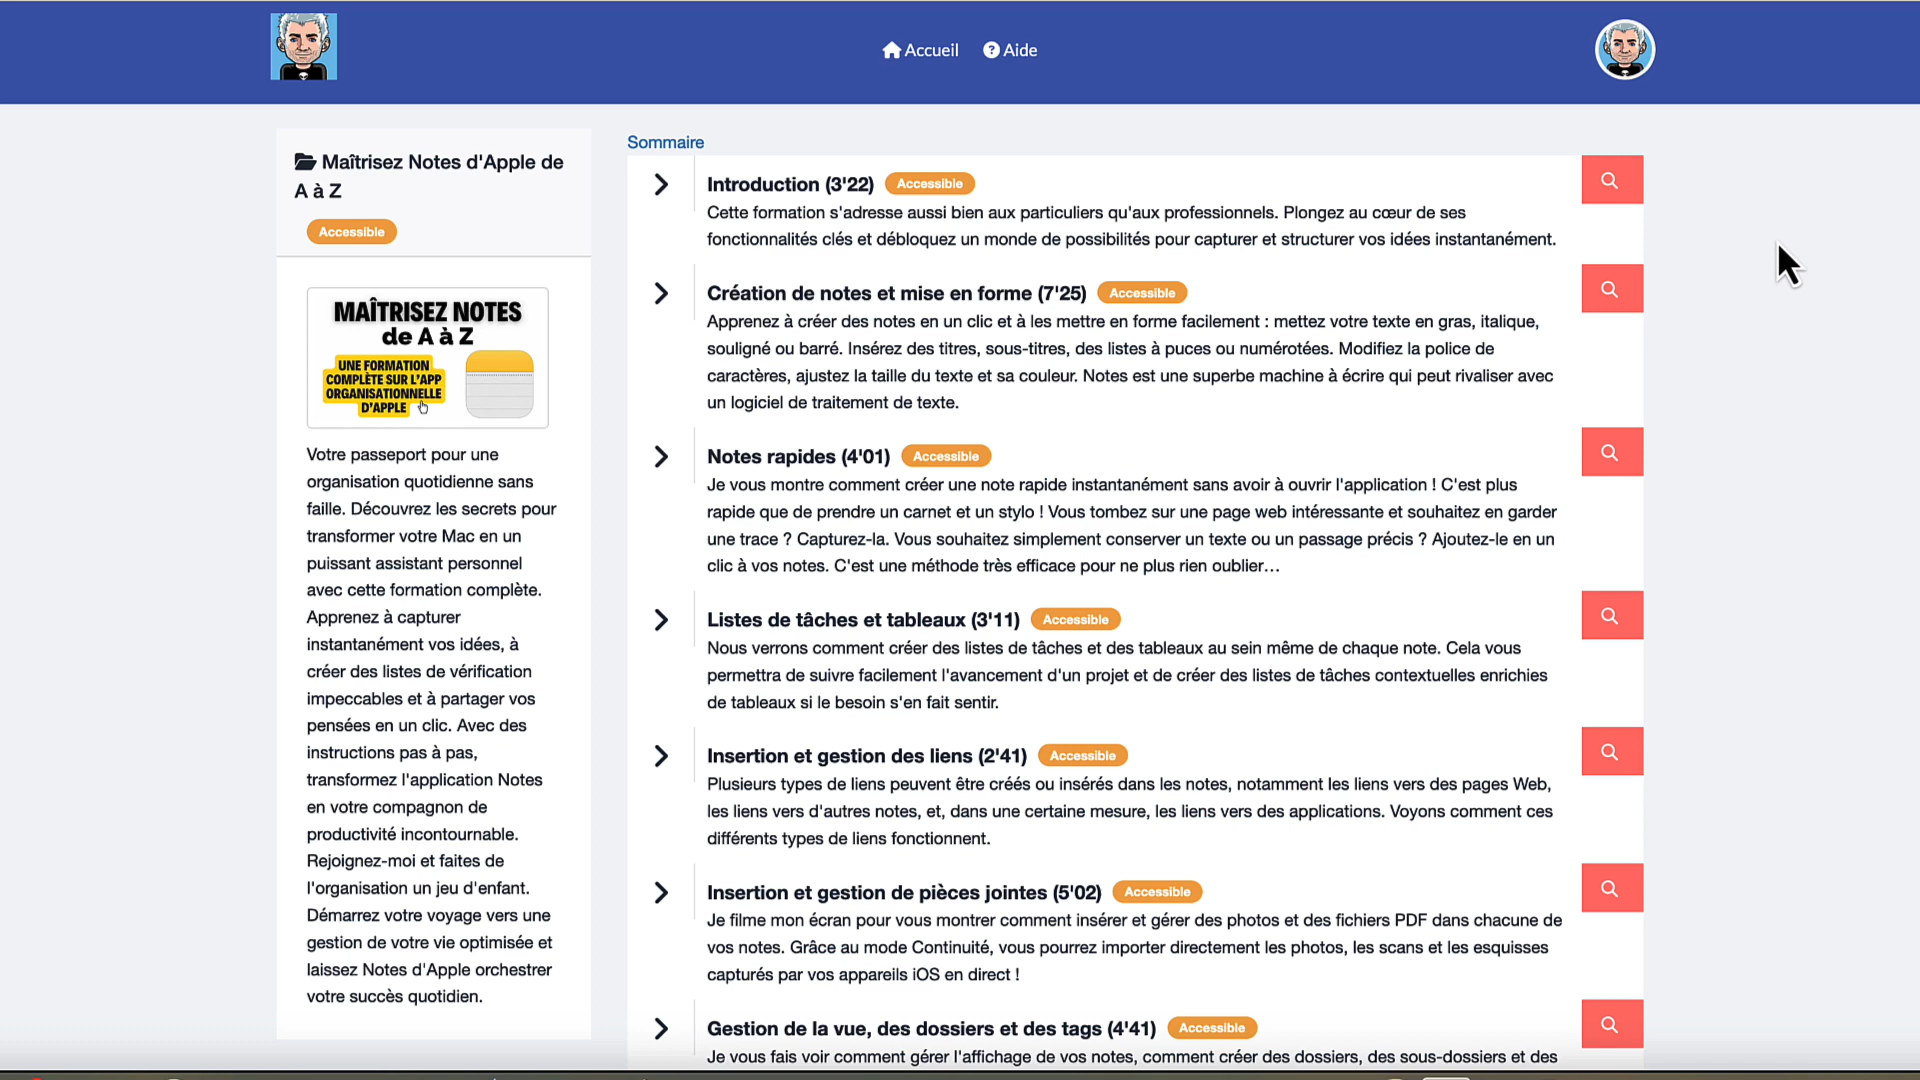 Accueil
Aide
Maîtrisez Notes d'Apple de
A à Z
Accessible
MAÎTRISEZ NOTES
de A à Z
UNE FORMATION
COMPLÈTE SUR L'APP
ORGANISATIONNELLE
D'APPLE
Votre passeport pour une
organisation quotidienne sans
faille. Découvrez les secrets pour
transformer votre Mac en un
puissant assistant personnel
avec cette formation complète.
Apprenez à capturer
instantanément vos idées, à
créer des listes de vérification
impeccables et à partager vos
pensées en un clic. Avec des
instructions pas à pas,
transformez l'application Notes
en votre compagnon de
productivité incontournable.
Rejoignez-moi et faites de
l'organisation un jeu d'enfant.
Démarrez votre voyage vers une
gestion de votre vie optimisée et
laissez Notes d'Apple orchestrer
votre succès quotidien.
Sommaire
Introduction (3'22) Accessible
Cette formation s'adresse aussi bien aux particuliers qu'aux professionnels. Plongez au cœur de ses
fonctionnalités clés et débloquez un monde de possibilités pour capturer et structurer vos idées instantanément.
Création de notes et mise en forme (7'25) Accessible
Apprenez à créer des notes en un clic et à les mettre en forme facilement : mettez votre texte en gras, italique,
souligné ou barré. Insérez des titres, sous-titres, des listes à puces ou numérotées. Modifiez la police de
caractères, ajustez la taille du texte et sa couleur. Notes est une superbe machine à écrire qui peut rivaliser avec
un logiciel de traitement de texte.
Notes rapides (4'01) Accessible
Je vous montre comment créer une note rapide instantanément sans avoir à ouvrir l'application ! C'est plus
rapide que de prendre un carnet et un stylo ! Vous tombez sur une page web intéressante et souhaitez en garder
une trace ? Capturez-la. Vous souhaitez simplement conserver un texte ou un passage précis ? Ajoutez-le en un
clic à vos notes. C'est une méthode très efficace pour ne plus rien oublier…
Listes de tâches et tableaux (3'11) Accessible
Nous verrons comment créer des listes de tâches et des tableaux au sein même de chaque note. Cela vous
permettra de suivre facilement l'avancement d'un projet et de créer des listes de tâches contextuelles enrichies
de tableaux si le besoin s'en fait sentir.
Insertion et gestion des liens (2'41) Accessible
Plusieurs types de liens peuvent être créés ou insérés dans les notes, notamment les liens vers des pages Web,
les liens vers d'autres notes, et, dans une certaine mesure, les liens vers des applications. Voyons comment ces
différents types de liens fonctionnent.
Insertion et gestion de pièces jointes (5'02) Accessible
Je filme mon écran pour vous montrer comment insérer et gérer des photos et des fichiers PDF dans chacune de
vos notes. Grâce au mode Continuité, vous pourrez importer directement les photos, les scans et les esquisses
capturés par vos appareils iOS en direct !
Gestion de la vue, des dossiers et des tags (4'41) Accessible
Je vous fais voir comment gérer l'affichage de vos notes, comment créer des dossiers, des sous-dossiers et des